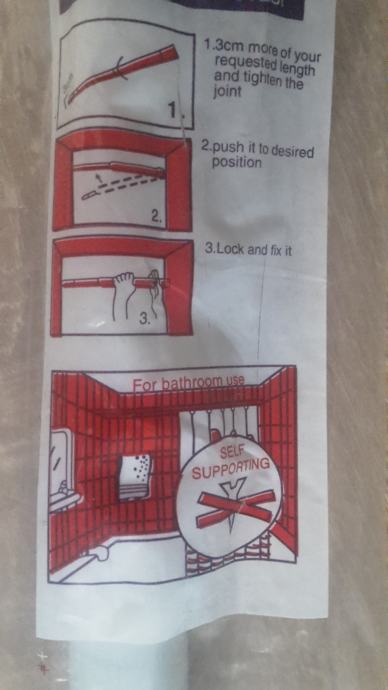 1.3cm more of your
requested length
and tighten the
joint
1.
2.push it to desired
position
2.
3.Lock and fix it
3.
For bathroom use
SELF
SUPPORTING